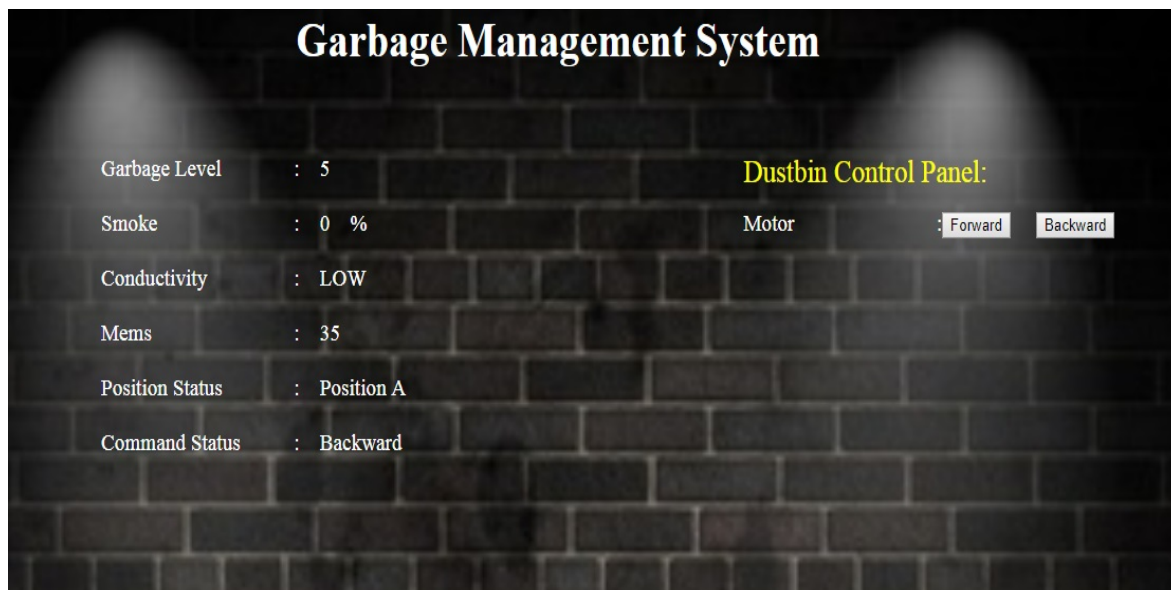 Garbage Management System
Garbage Level : 5
Smoke : 0 %
Conductivity : LOW
Mems : 35
Position Status : Position A
Command Status : Backward
Dustbin Control Panel:
Motor : Forward Backward